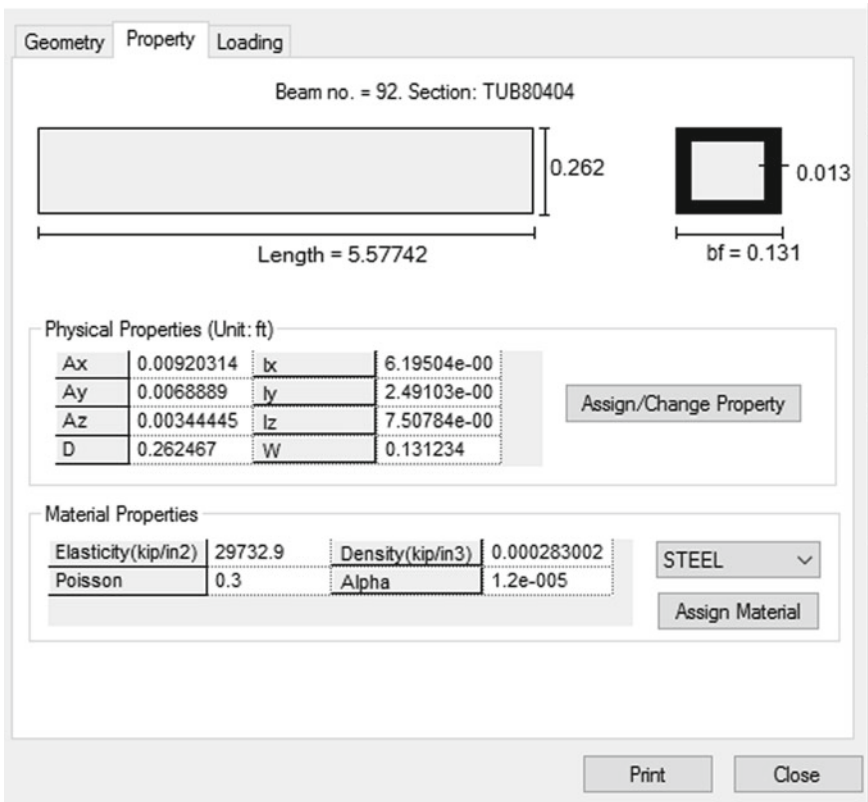 Geometry Property Loading
Beam no. = 92. Section: TUB80404
0.262
0.013
Length = 5.57742
bf = 0.131
Physical Properties (Unit: ft)
Ax 0.00920314 Ix 6.19504e-00
Ay 0.0068889 Iy 2.49103e-00
Az 0.00344445 Iz 7.50784e-00
D 0.262467 W 0.131234
Assign/Change Property
Material Properties
Elasticity(kip/in2) 29732.9 Density(kip/in3) 0.000283002
Poisson 0.3 Alpha 1.2e-005
STEEL
Assign Material
Print Close